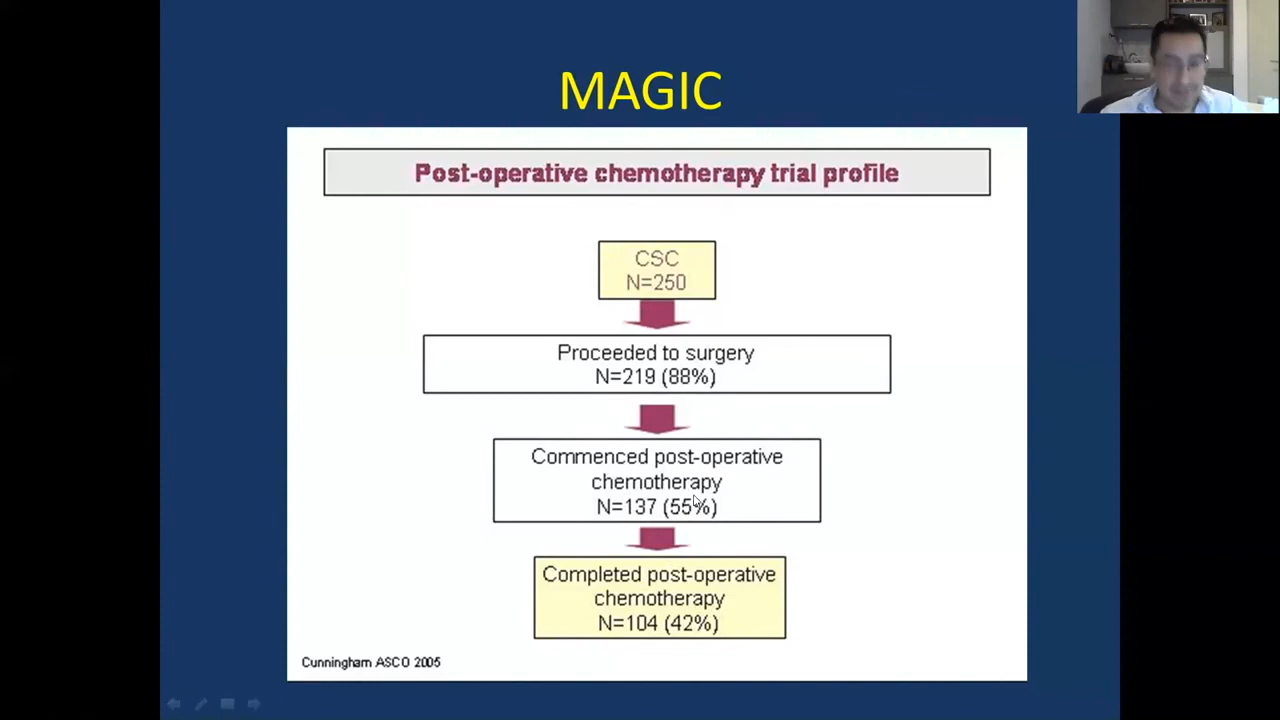 MAGIC
Post-operative chemotherapy trial profile
CSC
N=250
Proceeded to surgery
N=219 (88%)
Commenced post-operative
chemotherapy
N=137 (55%)
Completed post-operative
chemotherapy
N=104 (42%)
Cunningham ASCO 2005